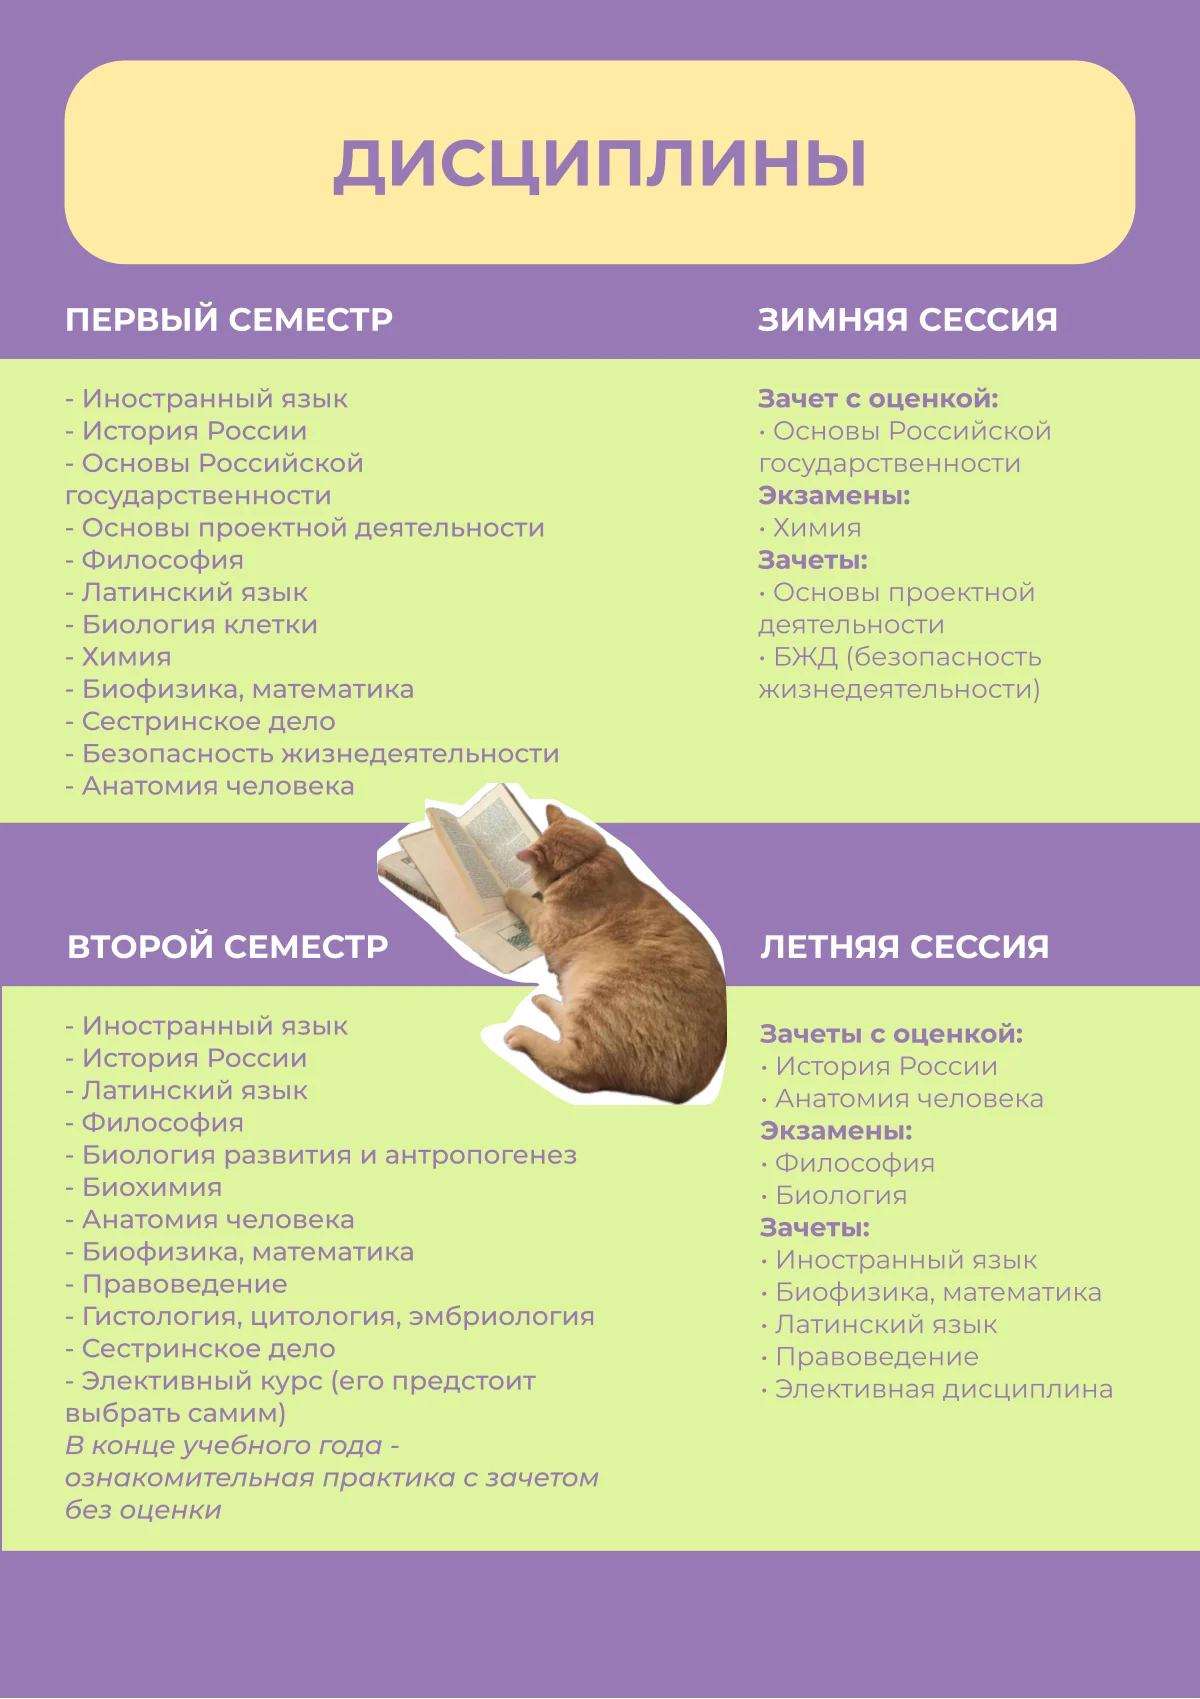 ДИСЦИПЛИНЫ
ПЕРВЫЙ СЕМЕСТР
- Иностранный язык
- История России
- Основы Российской
государственности
- Основы проектной деятельности
- Философия
- Латинский язык
- Биология клетки
- Химия
- Биофизика, математика
- Сестринское дело
- Безопасность жизнедеятельности
- Анатомия человека
ЗИМНЯЯ СЕССИЯ
Зачет с оценкой:
• Основы Российской
государственности
Экзамены:
• Химия
Зачеты:
• Основы проектной
деятельности
• БЖД (безопасность
жизнедеятельности)
ВТОРОЙ СЕМЕСТР
- Иностранный язык
- История России
- Латинский язык
- Философия
- Биология развития и антропогенез
- Биохимия
- Анатомия человека
- Биофизика, математика
- Правоведение
- Гистология, цитология, эмбриология
- Сестринское дело
- Элективный курс (его предстоит
выбрать самим)
В конце учебного года -
ознакомительная практика с зачетом
без оценки
ЛЕТНЯЯ СЕССИЯ
Зачеты с оценкой:
• История России
• Анатомия человека
Экзамены:
• Философия
• Биология
Зачеты:
• Иностранный язык
• Биофизика, математика
• Латинский язык
• Правоведение
• Элективная дисциплина